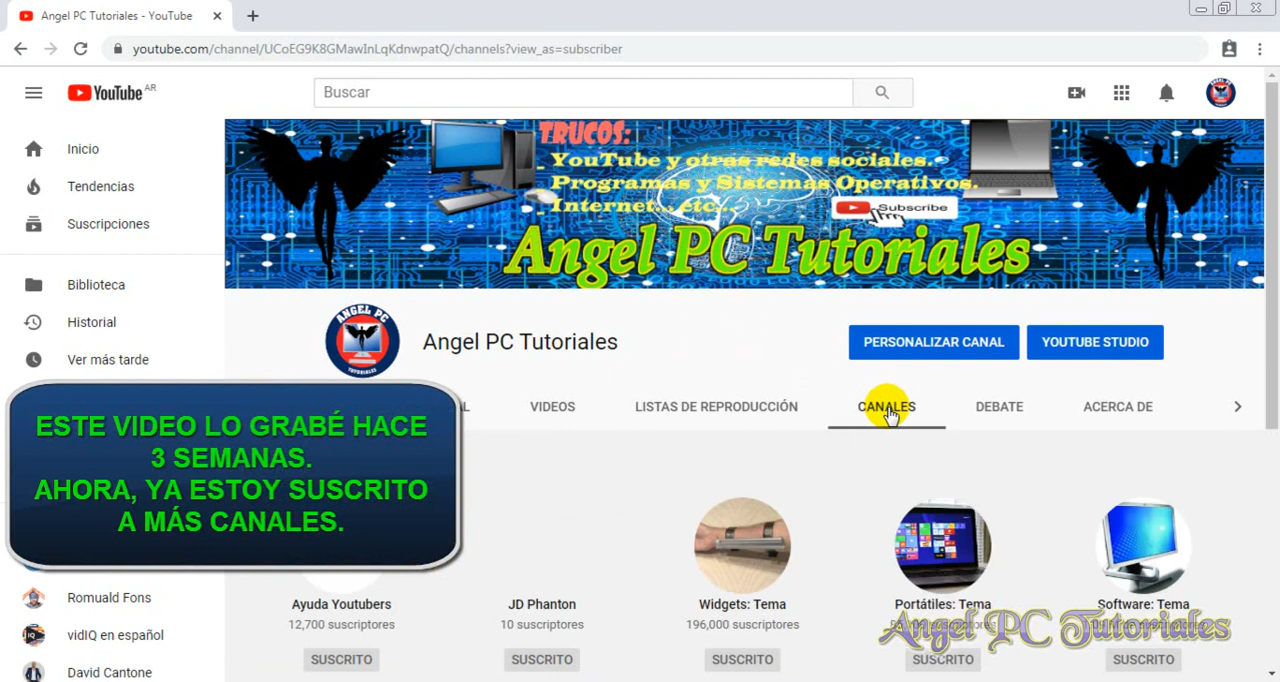 Angel PC Tutoriales - YouTube
youtube.com/channel/UCoEG9K8GMawInLqKdnwpatQ/channels?view_as=subscriber
YouTube AR
Buscar
Inicio
Tendencias
Suscripciones
Biblioteca
Historial
Ver más tarde
TRUCOS:
_ YouTube y otras redes sociales.
_ Programas y Sistemas Operativos.
_ Internet... etc...
Subscribe
Angel PC Tutoriales
ANGEL PC
TUTORIALES
Angel PC Tutoriales
PERSONALIZAR CANAL
YOUTUBE STUDIO
VIDEOS
LISTAS DE REPRODUCCIÓN
CANALES
DEBATE
ACERCA DE
ESTE VIDEO LO GRABÉ HACE
3 SEMANAS.
AHORA, YA ESTOY SUSCRITO
A MÁS CANALES.
Romuald Fons
vidIQ en español
David Cantone
Ayuda Youtubers
12,700 suscriptores
SUSCRITO
JD Phanton
10 suscriptores
SUSCRITO
Widgets: Tema
196,000 suscriptores
SUSCRITO
Portátiles: Tema
SUSCRITO
Software: Tema
SUSCRITO
Angel PC Tutoriales